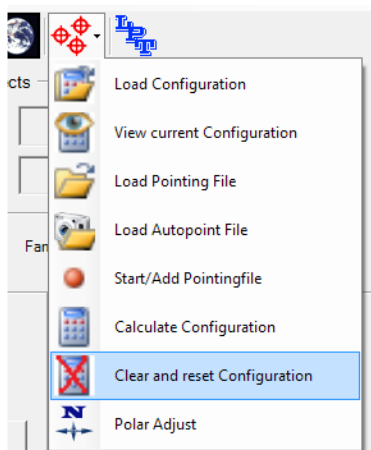 LPT
cts
Load Configuration
View current Configuration
Load Pointing File
Load Autopoint File
Fan
Start/Add Pointingfile
Calculate Configuration
Clear and reset Configuration
N
Polar Adjust